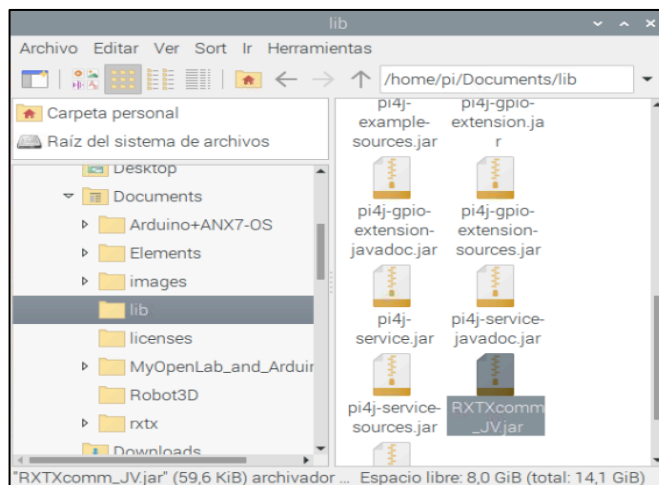 lib
Archivo Editar Ver Sort Ir Herramientas
/home/pi/Documents/lib
Carpeta personal
Raíz del sistema de archivos
Desktop
Documents
Arduino+ANX7-OS
Elements
images
lib
licenses
MyOpenLab_and_Arduir
Robot3D
rxtx
Downloads
pi4j-
example-
sources.jar
pi4j-gpio-
extension.ja
r
pi4j-gpio-
extension-
javadoc.jar
pi4j-gpio-
extension-
sources.jar
pi4j-
service.jar
pi4j-service-
javadoc.jar
pi4j-service-
sources.jar
RXTXcomm
_JV.jar
"RXTXcomm_JV.jar" (59,6 KiB) archivador ... Espacio libre: 8,0 GiB (total: 14,1 GiB)